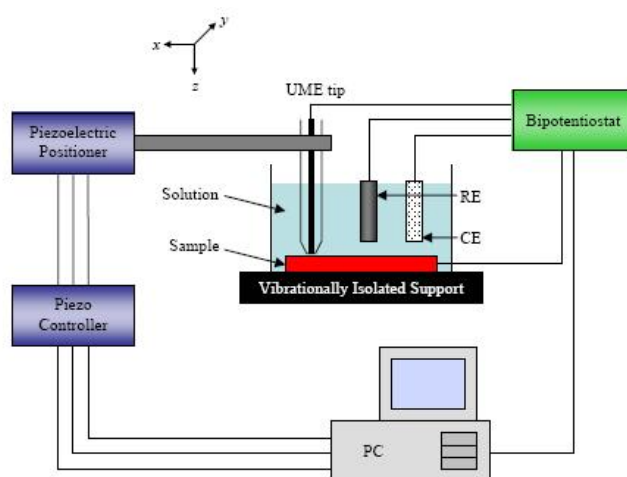 y
x
z
UME tip
Piezoelectric
Positioner
Bipotentiostat
Solution
RE
Sample
CE
Vibrationally Isolated Support
Piezo
Controller
PC